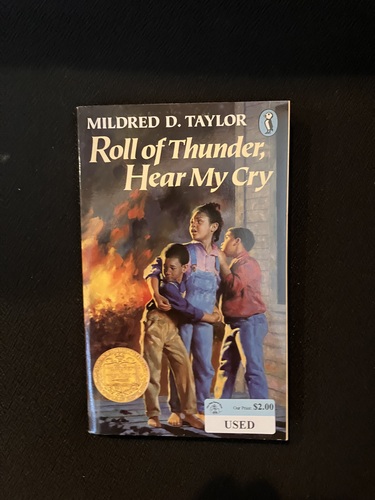 MILDRED D. TAYLOR
Roll of Thunder,
Hear My Cry
$2.00
USED